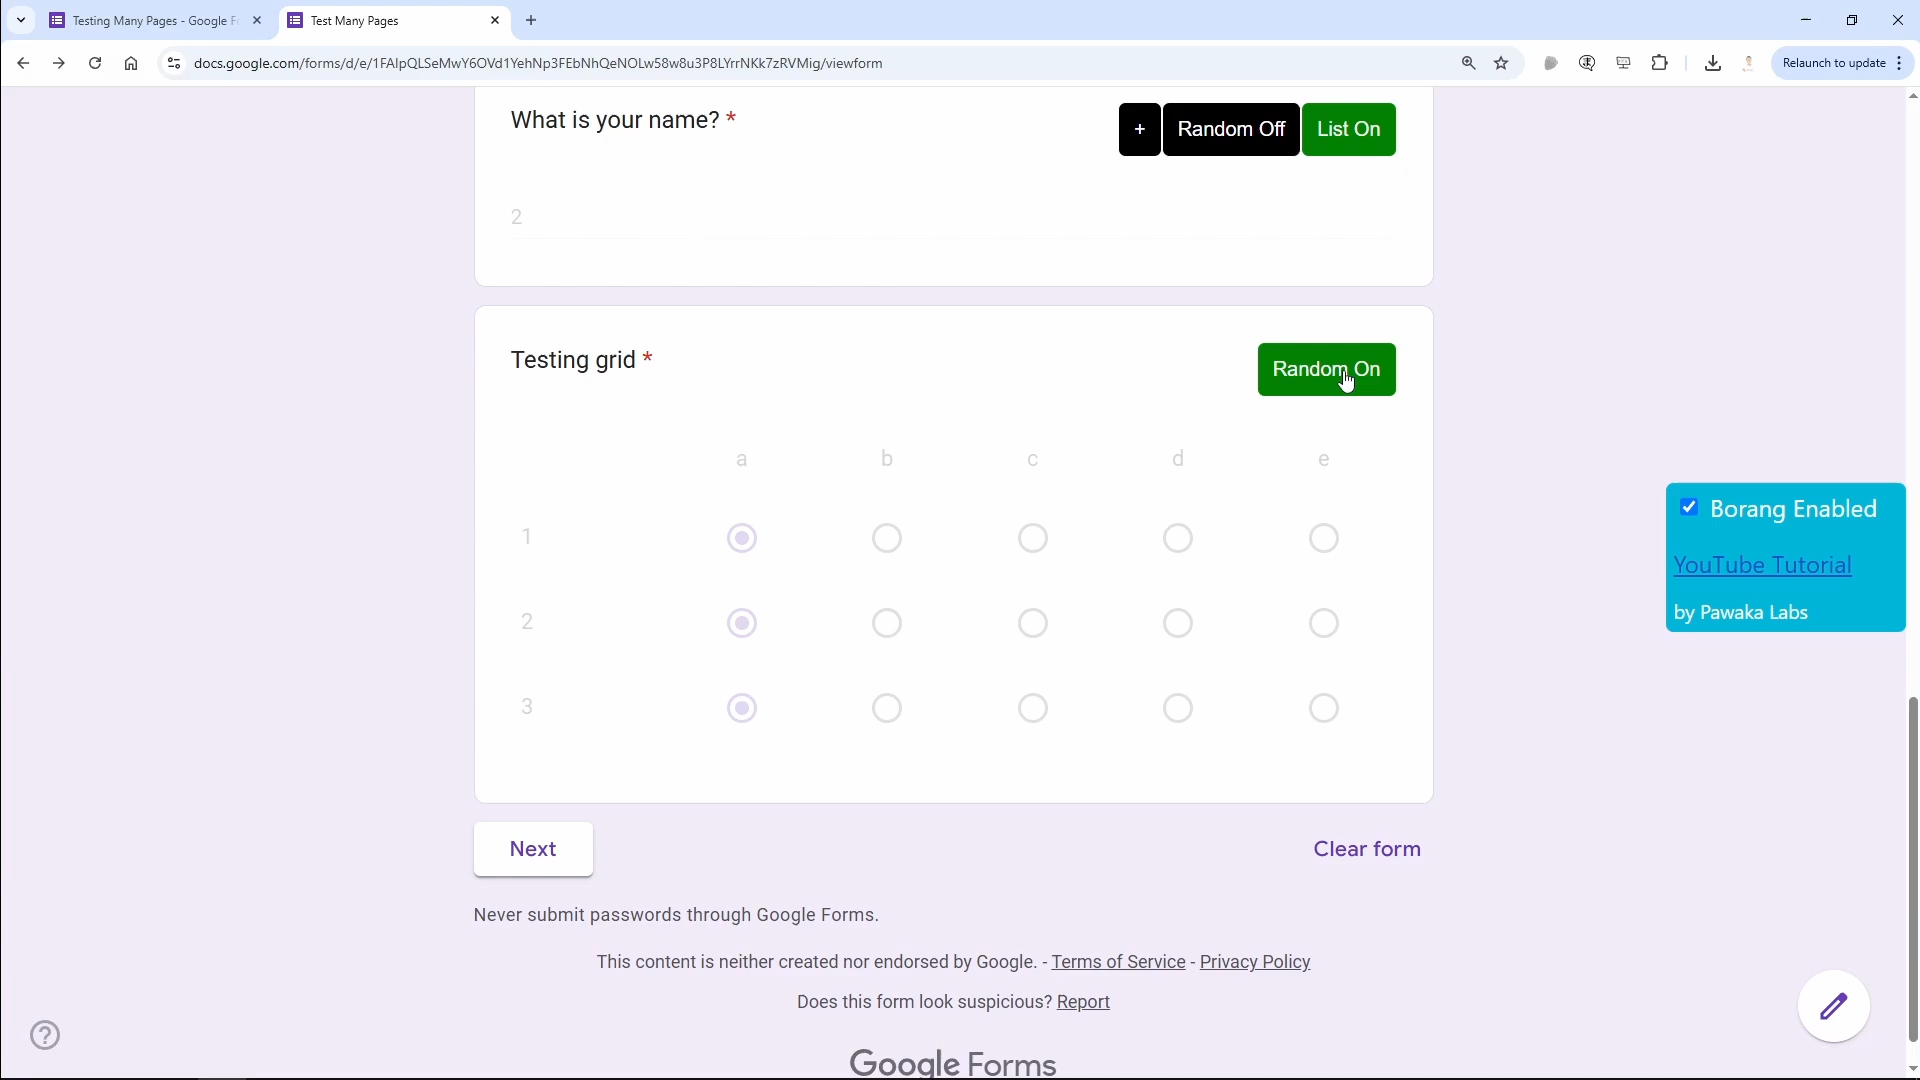 Testing Many Pages - Google F
Test Many Pages
docs.google.com/forms/d/e/1FAIpQLSeMwY6OVd1YehNp3FEbNhQeNOLw58w8u3P8LYrrNKk7zRVMig/viewform
Relaunch to update
What is your name? *
+ Random Off List On
2
Testing grid *
Random On
a b c d e
1
2
3
Borang Enabled
YouTube Tutorial
by Pawaka Labs
Next Clear form
Never submit passwords through Google Forms.
This content is neither created nor endorsed by Google. - Terms of Service - Privacy Policy
Does this form look suspicious? Report
Google Forms